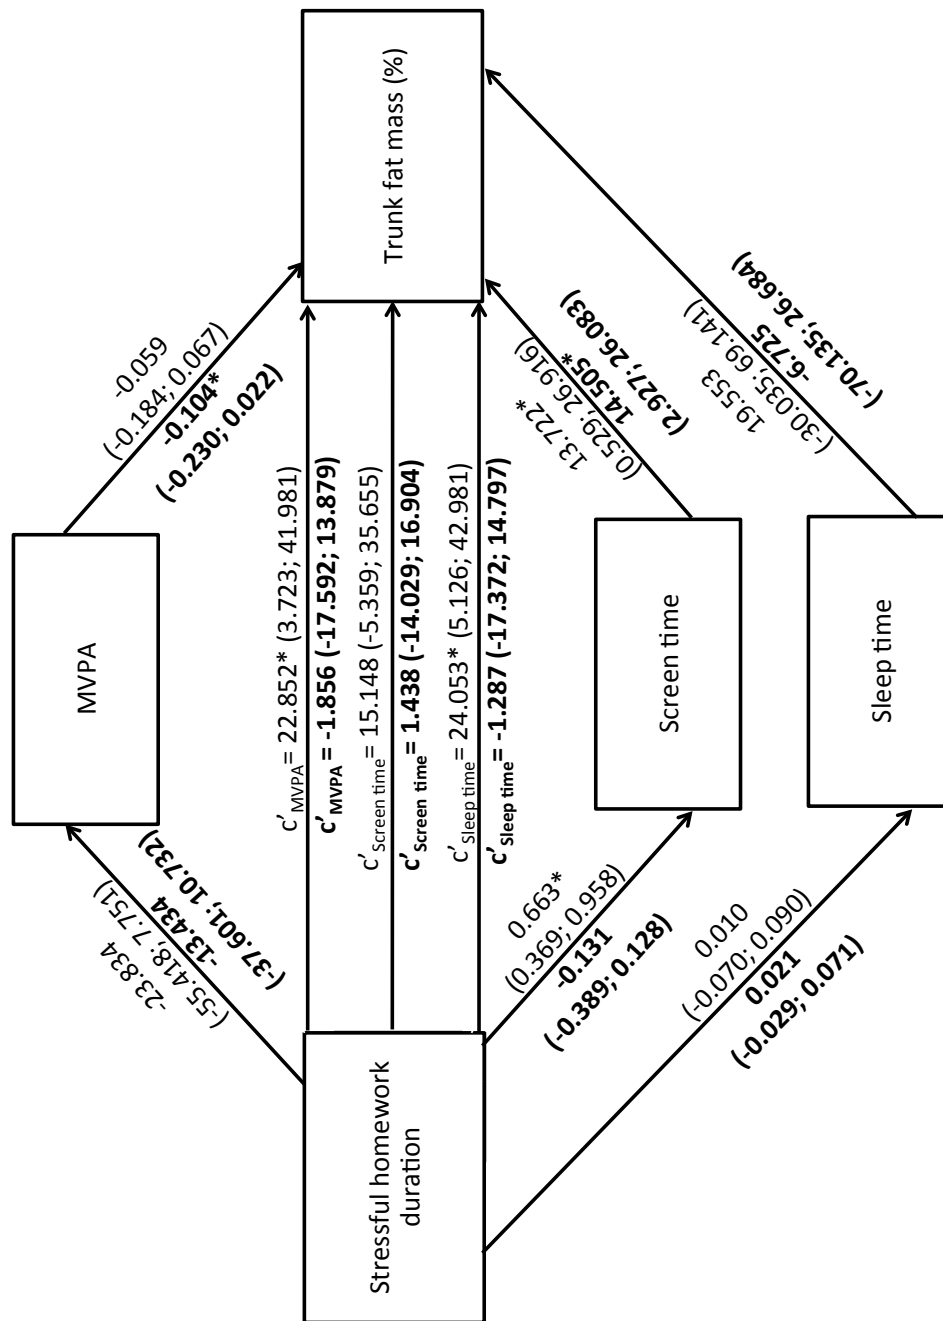 MVPA
-23.834
(-55.418; 7.751)
-13.434
(-37.601; 10.732)
-0.059
(-0.184; 0.067)
-0.104*
(-0.230; 0.022)
Stressful homework
duration
c’MVPA= 22.852* (3.723; 41.981)
c’MVPA = -1.856 (-17.592; 13.879)
c’Screen time= 15.148 (-5.359; 35.655)
c’Screen time= 1.438 (-14.029; 16.904)
c’Sleep time= 24.053* (5.126; 42.981)
c’Sleep time= -1.287 (-17.372; 14.797)
Trunk fat mass (%)
0.663*
(0.369; 0.958)
-0.131
(-0.389; 0.128)
Screen time
(2.927; 26.083)
14.505*
(0.529; 26.916)
13.722*
0.010
(-0.070; 0.090)
0.021
(-0.029; 0.071)
Sleep time
(-70.135; 26.684)
-6.725
(-30.035; 69.141)
19.553